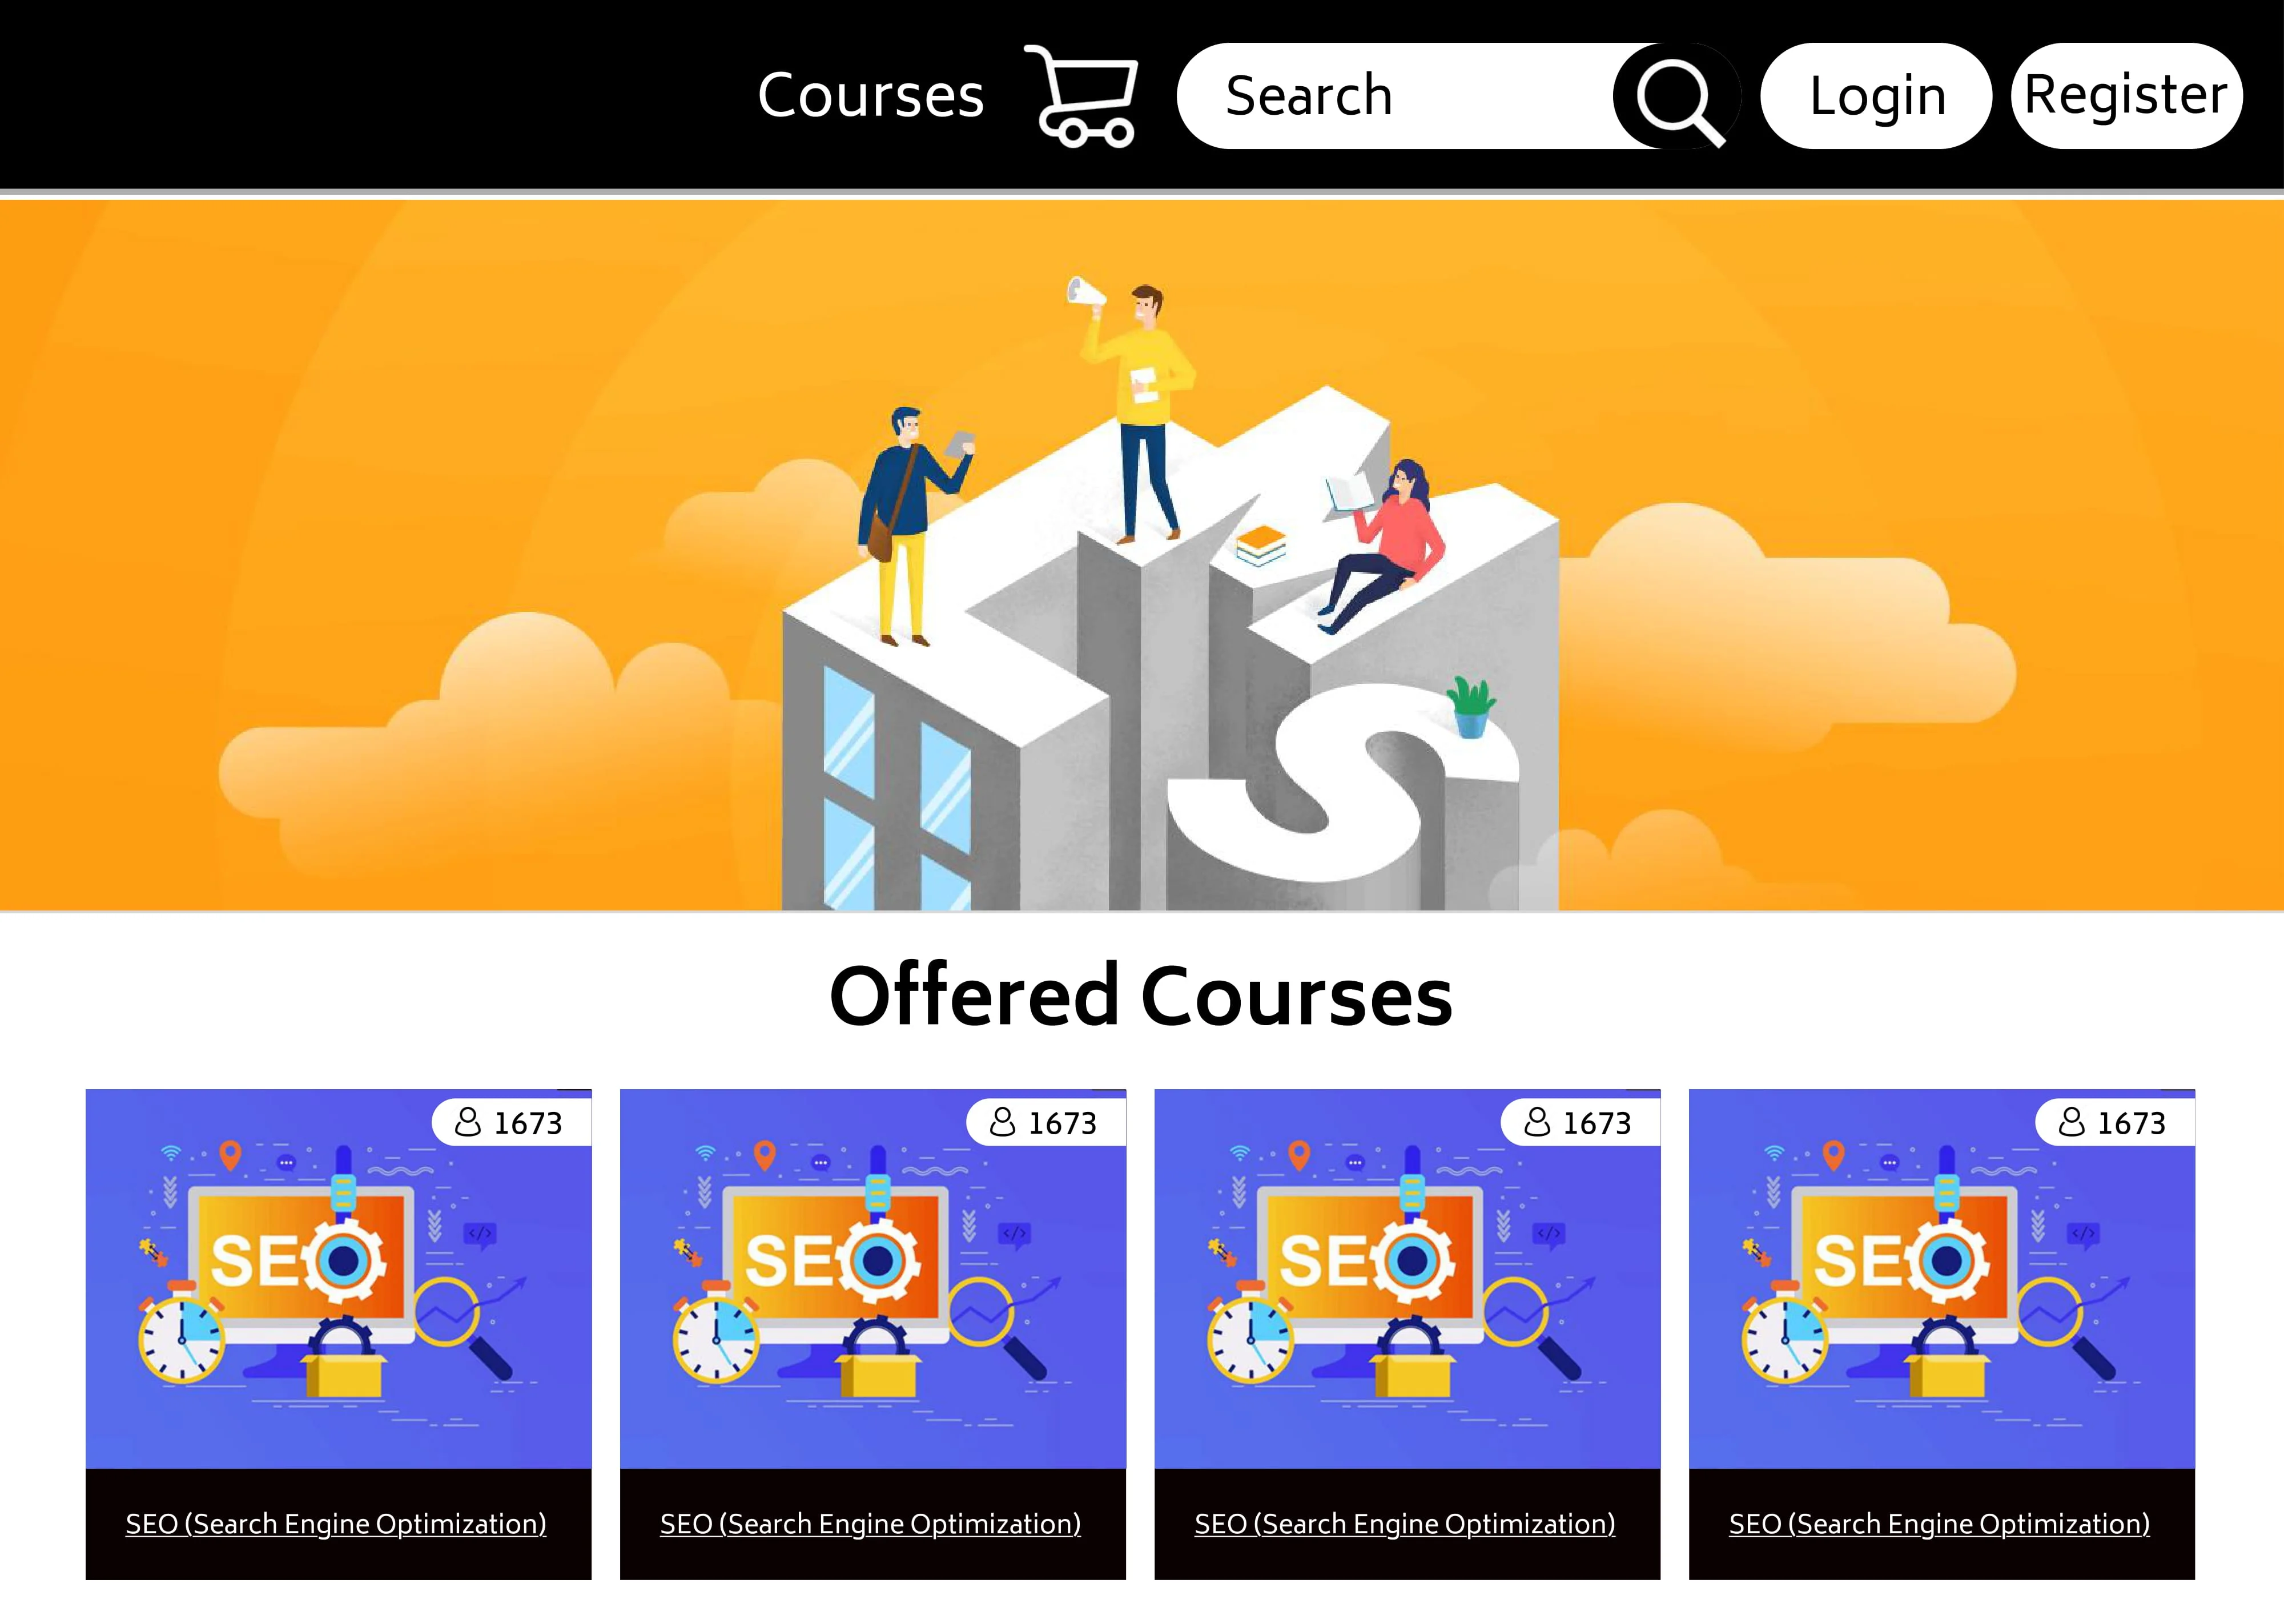 Courses Search Login Register
S
Offered Courses
1673 1673 1673 1673
SEO SEO SEO SEO
SEO (Search Engine Optimization) SEO (Search Engine Optimization) SEO (Search Engine Optimization) SEO (Search Engine Optimization)